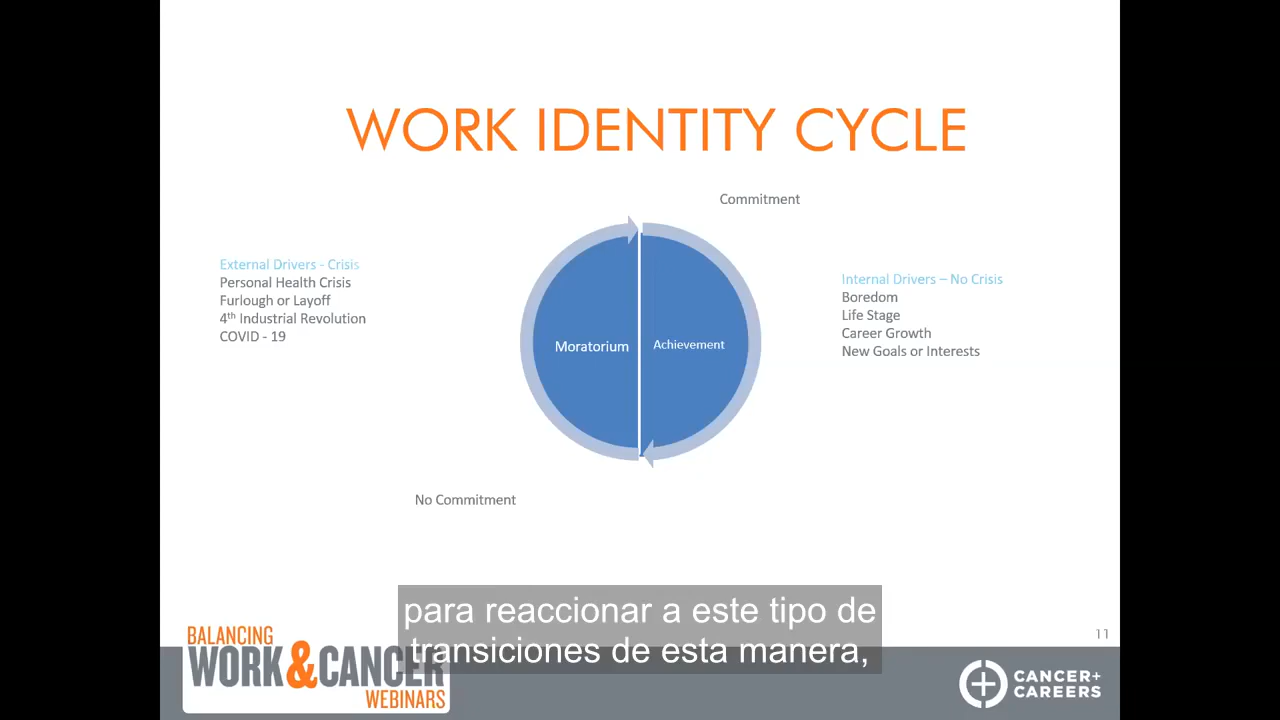 WORK IDENTITY CYCLE
Commitment
External Drivers - Crisis
Personal Health Crisis
Furlough or Layoff
4th Industrial Revolution
COVID - 19
Internal Drivers – No Crisis
Boredom
Life Stage
Career Growth
New Goals or Interests
Moratorium
Achievement
No Commitment
para reaccionar a este tipo de
transiciones de esta manera,
11
BALANCING
WORK&CANCER
WEBINARS
CANCER+
CAREERS